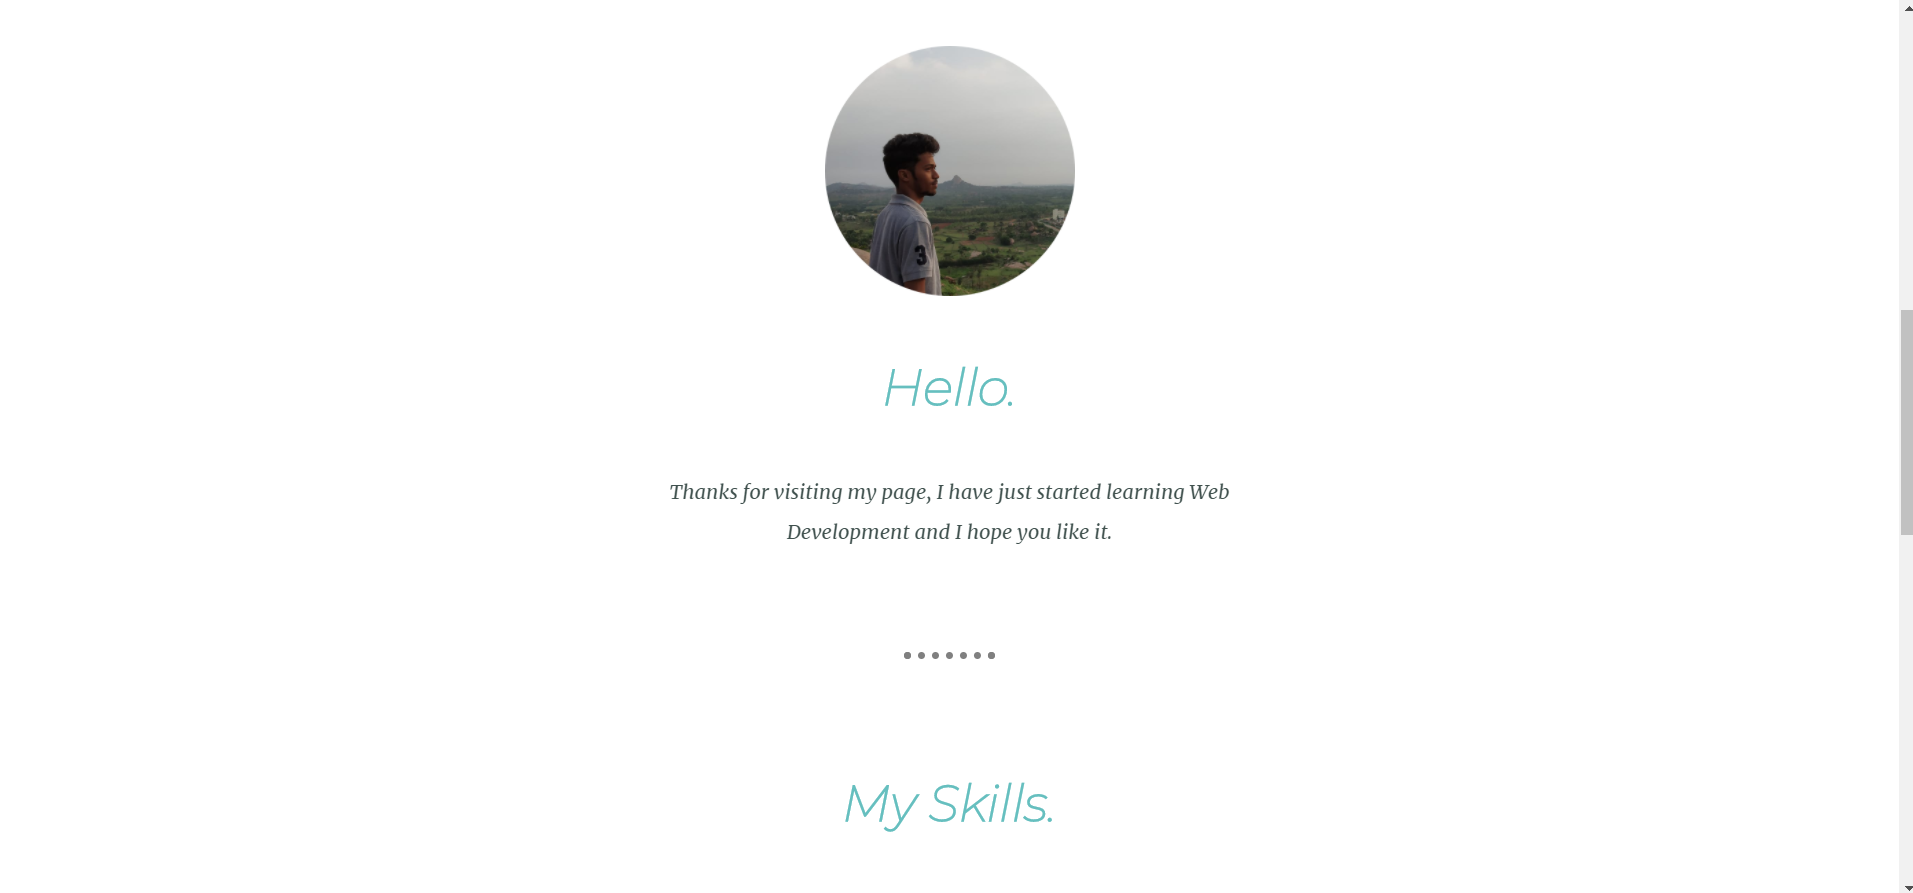 3
Hello.
Thanks for visiting my page, I have just started learning Web
Development and I hope you like it.
My Skills.